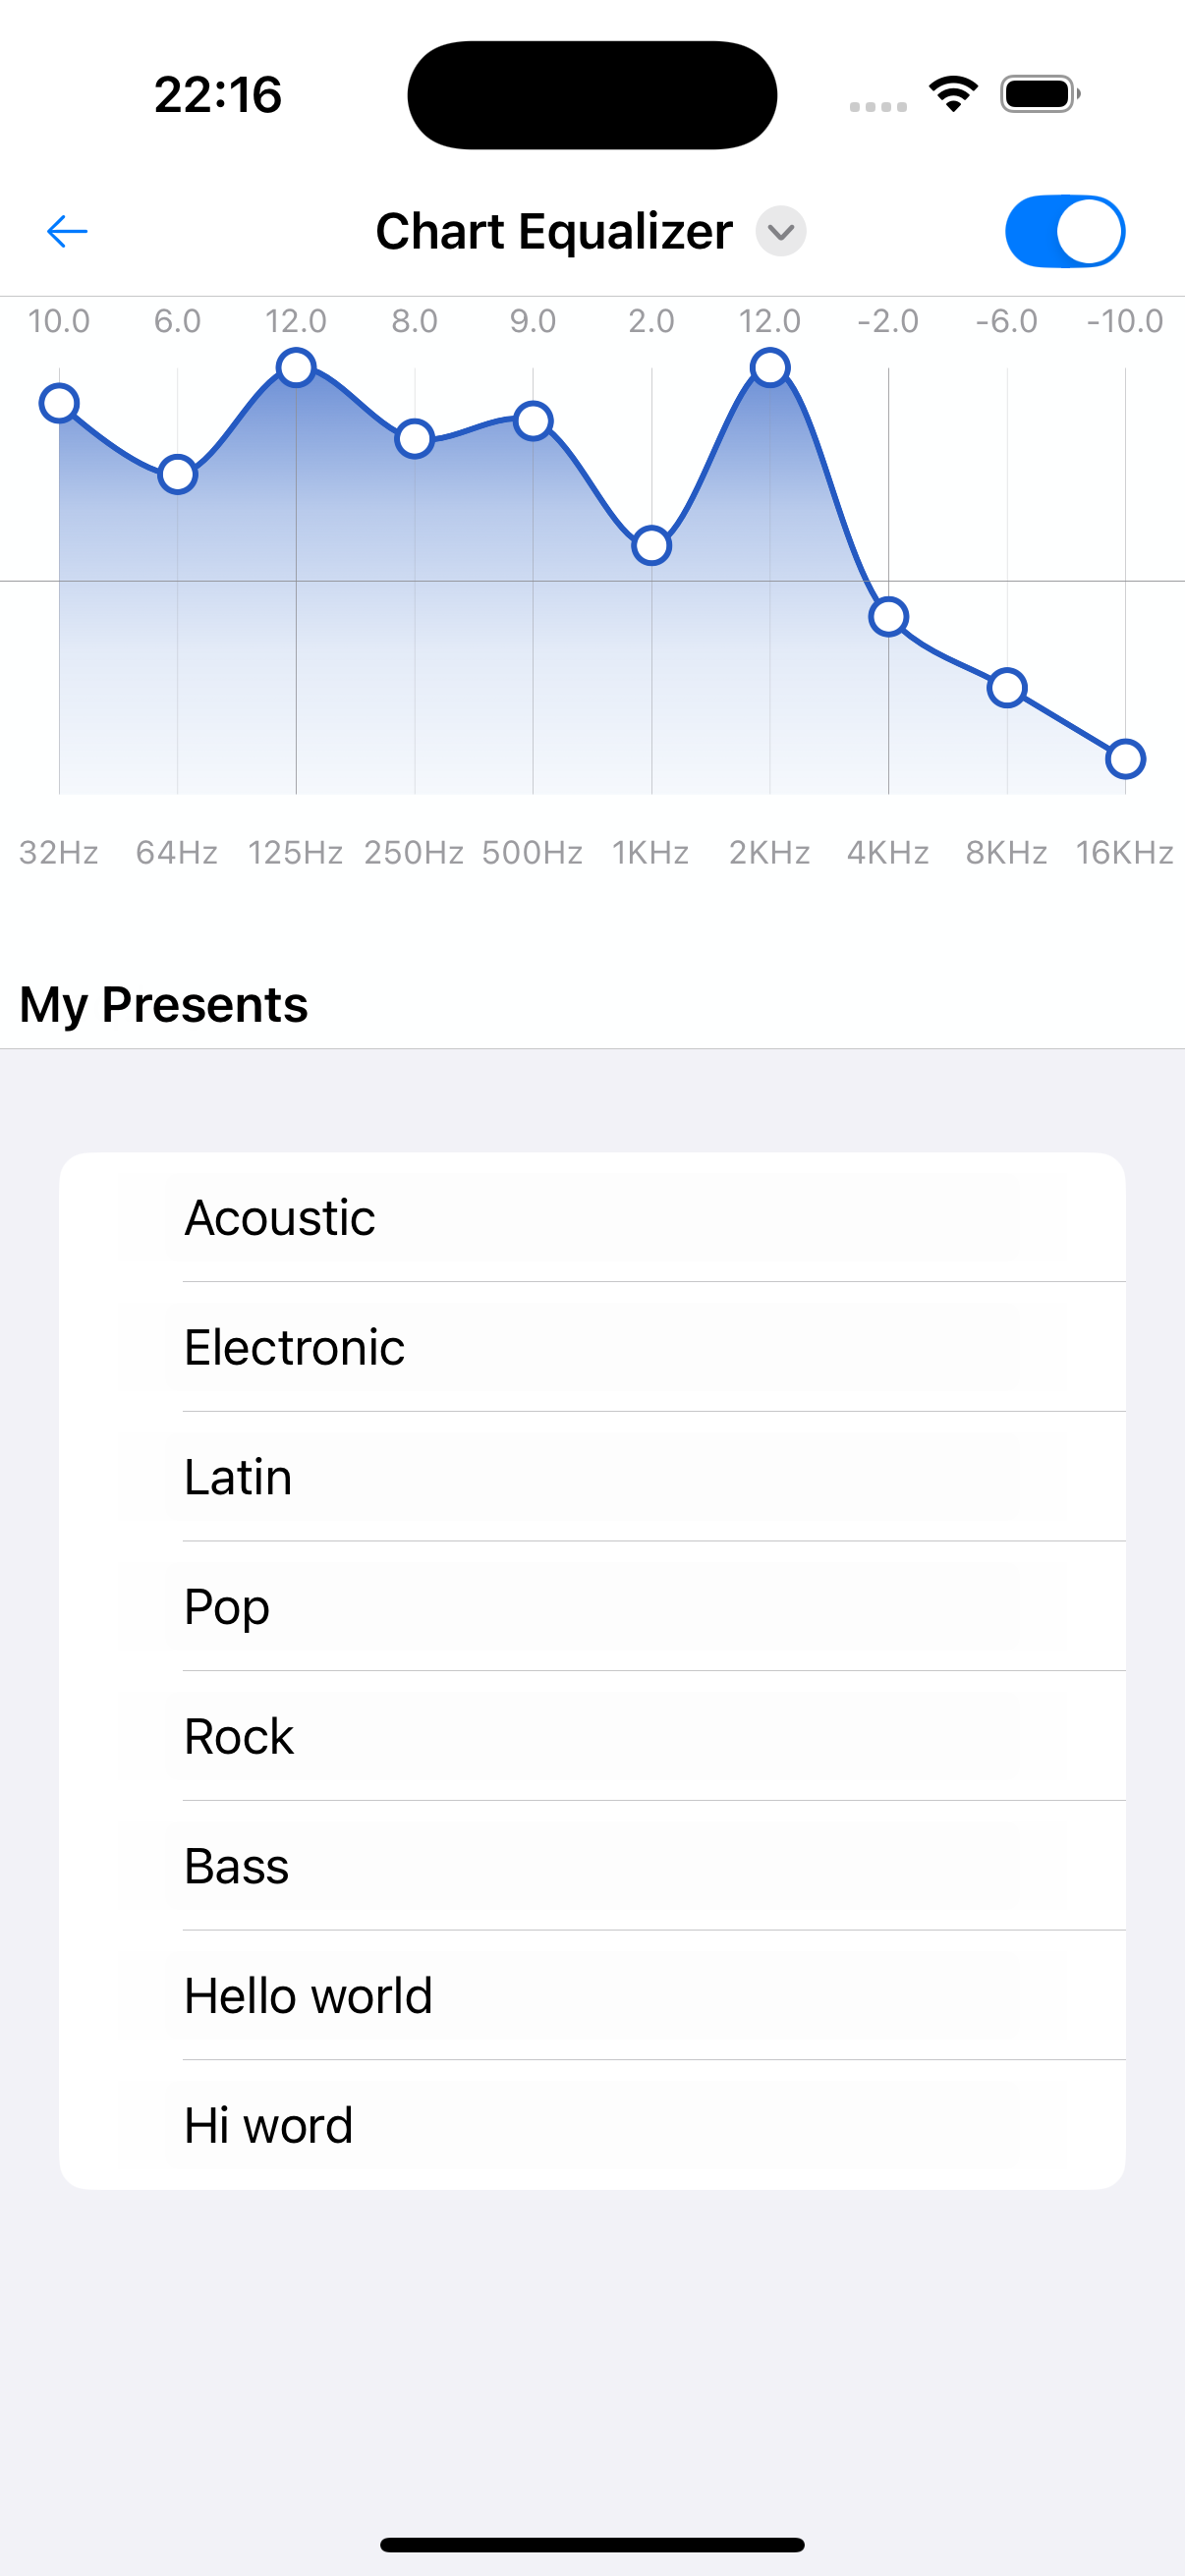 22:16
Chart Equalizer
10.0 6.0 12.0 8.0 9.0 2.0 12.0 -2.0 -6.0 -10.0
32Hz 64Hz 125Hz 250Hz 500Hz 1KHz 2KHz 4KHz 8KHz 16KHz
My Presents
Acoustic
Electronic
Latin
Pop
Rock
Bass
Hello world
Hi word